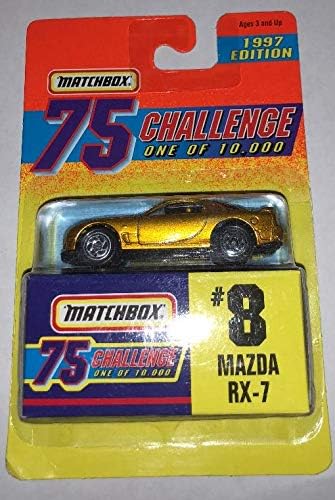 Ages 3 and Up
1997
EDITION
MATCHBOX
75 CHALLENGE
ONE OF 10,000
MATCHBOX
75 CHALLENGE
ONE OF 10,000
#8
MAZDA
RX-7